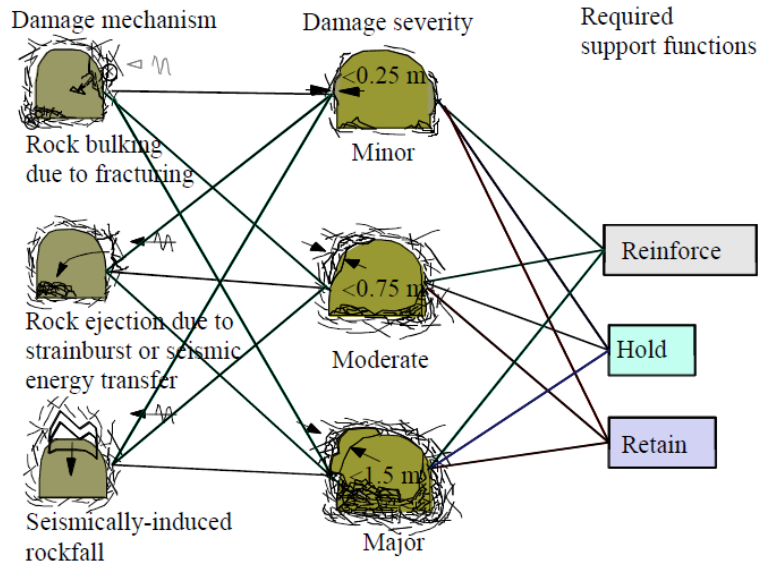 Damage mechanism
Damage severity
Required
support functions
<0.25 m
Rock bulking
due to fracturing
Minor
Reinforce
<0.75 m
Rock ejection due to
strainburst or seismic
energy transfer
Moderate
Hold
Retain
<1.5 m
Seismically-induced
rockfall
Major